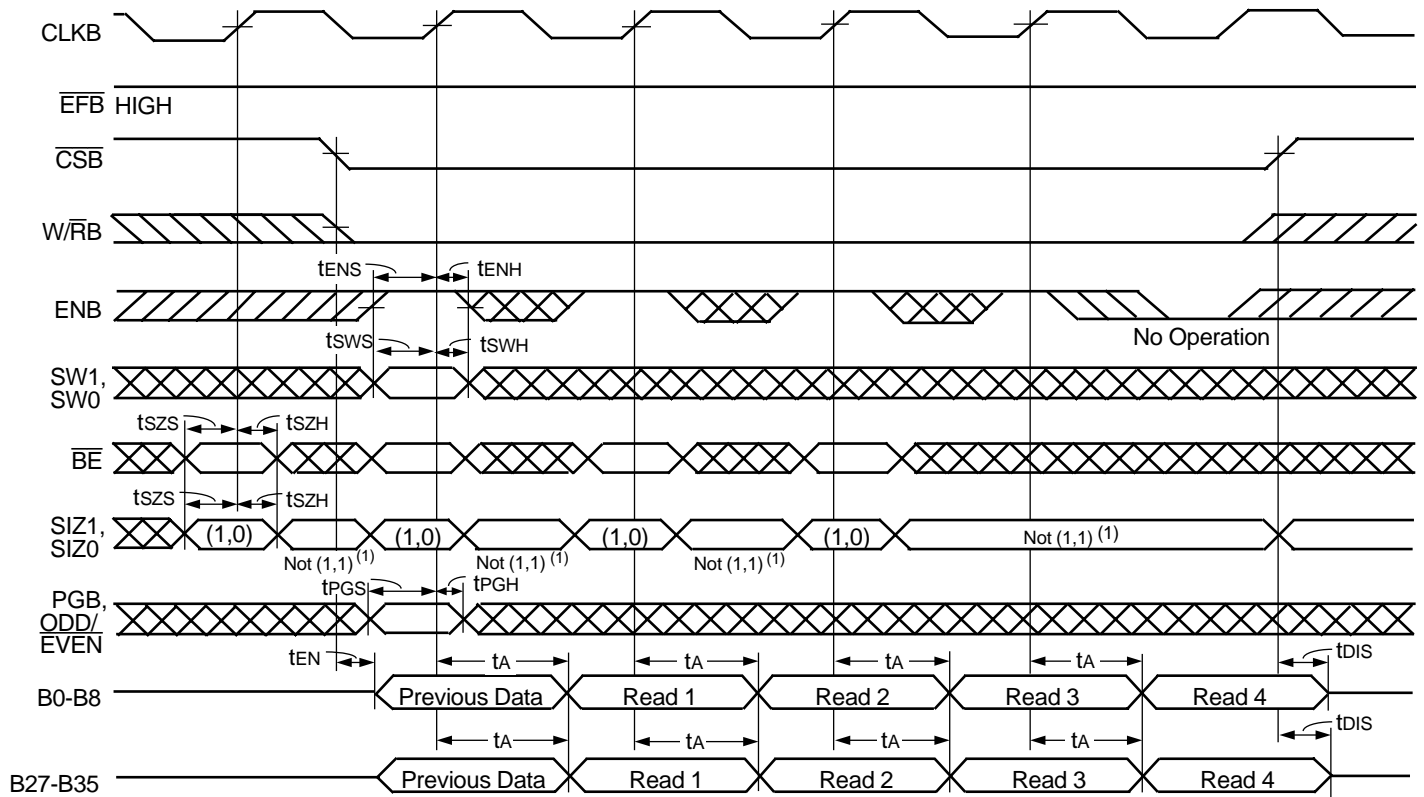 CLKB
EFB HIGH
CSB
W/RB
tENS tENH
ENB
No Operation
tSWS tSWH
SW1,
SW0
tSZS tSZH
BE
tSZS tSZH
SIZ1,
SIZ0
(1,0) (1,0) (1,0) (1,0) Not (1,1) (1)
Not (1,1) (1) Not (1,1) (1) Not (1,1) (1)
tPGS tPGH
PGB,
ODD/
EVEN
tEN tA tA tA tA tDIS
B0-B8 Previous Data Read 1 Read 2 Read 3 Read 4
tA tA tA tA tDIS
B27-B35 Previous Data Read 1 Read 2 Read 3 Read 4